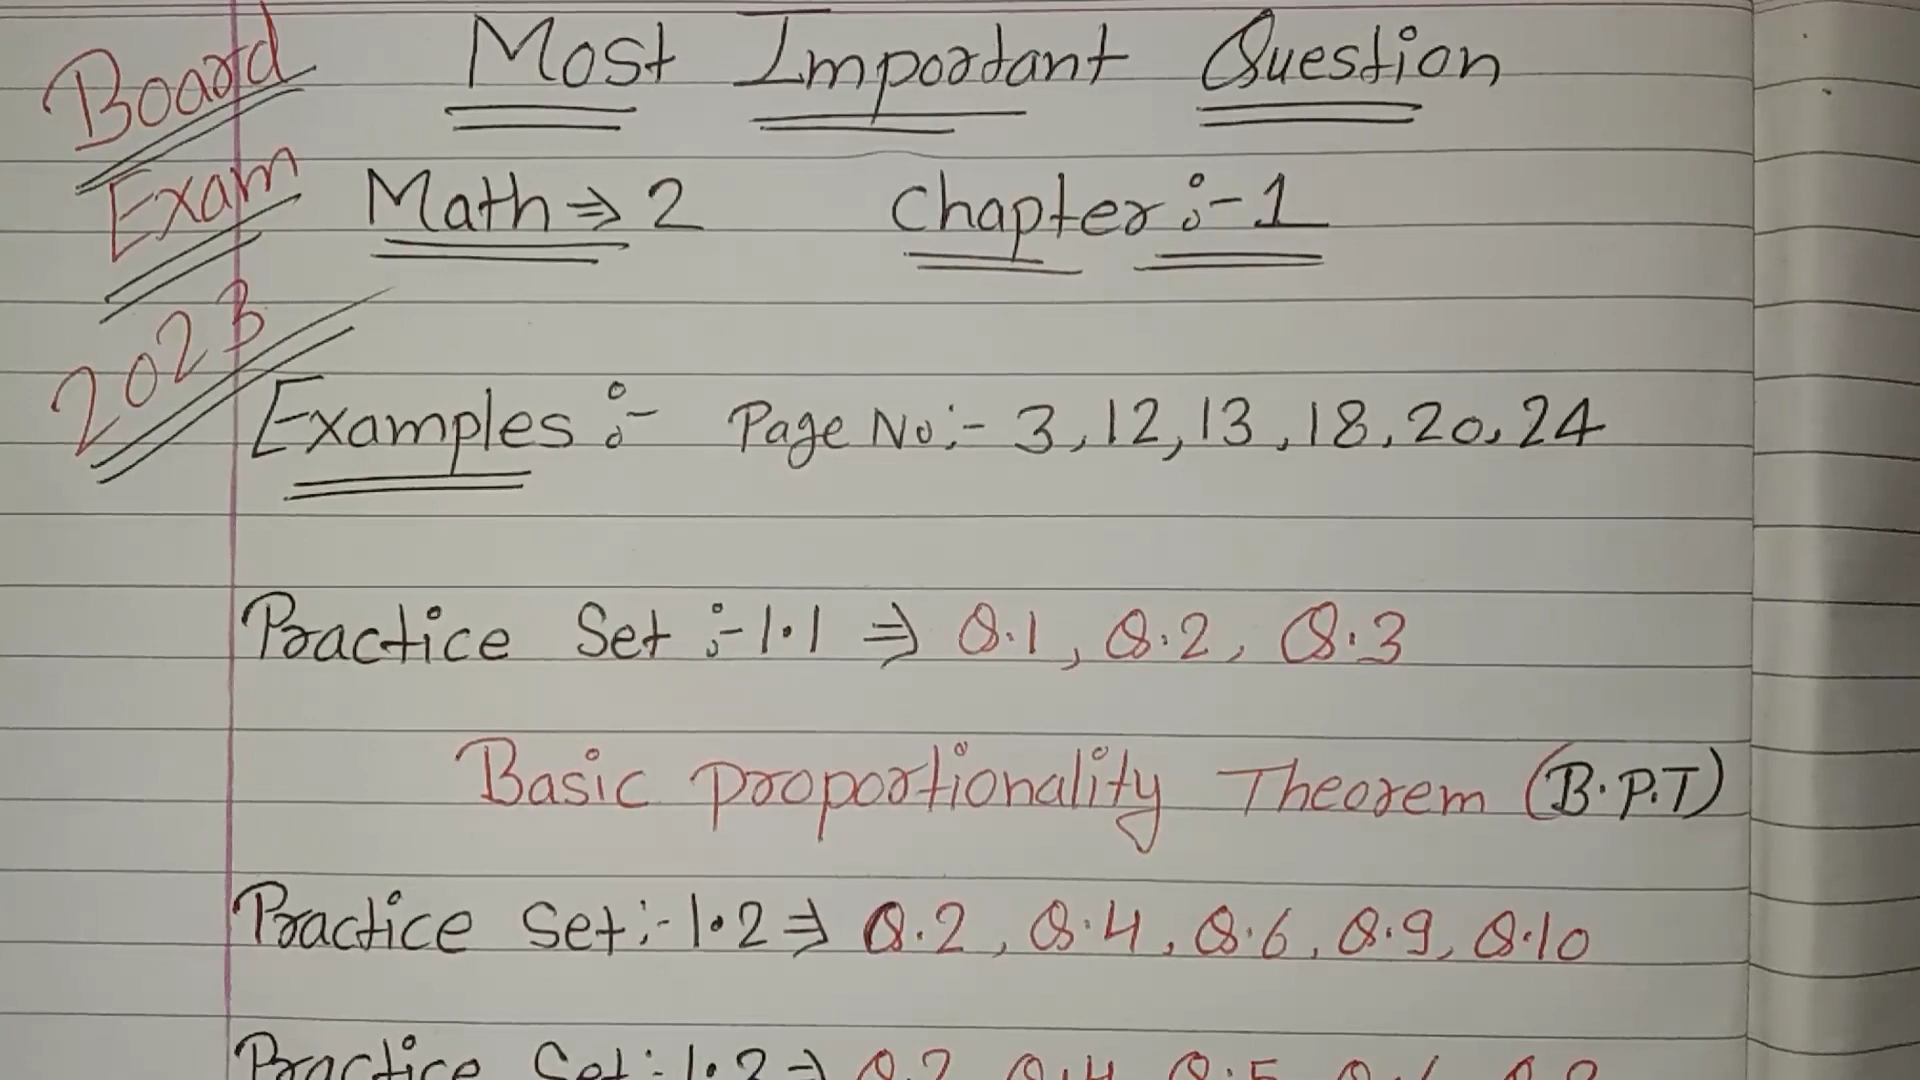 Board
Exam
2023
Most Important Question
Math ⇒ 2 Chapter :- 1
Examples :- Page No :- 3, 12, 13, 18, 20, 24
Practice Set :- 1.1 ⇒ Q.1, Q.2, Q.3
Basic proportionality Theorem (B.P.T)
Practice Set :- 1.2 ⇒ Q.2, Q.4, Q.6, Q.9, Q.10
Practice Set :-